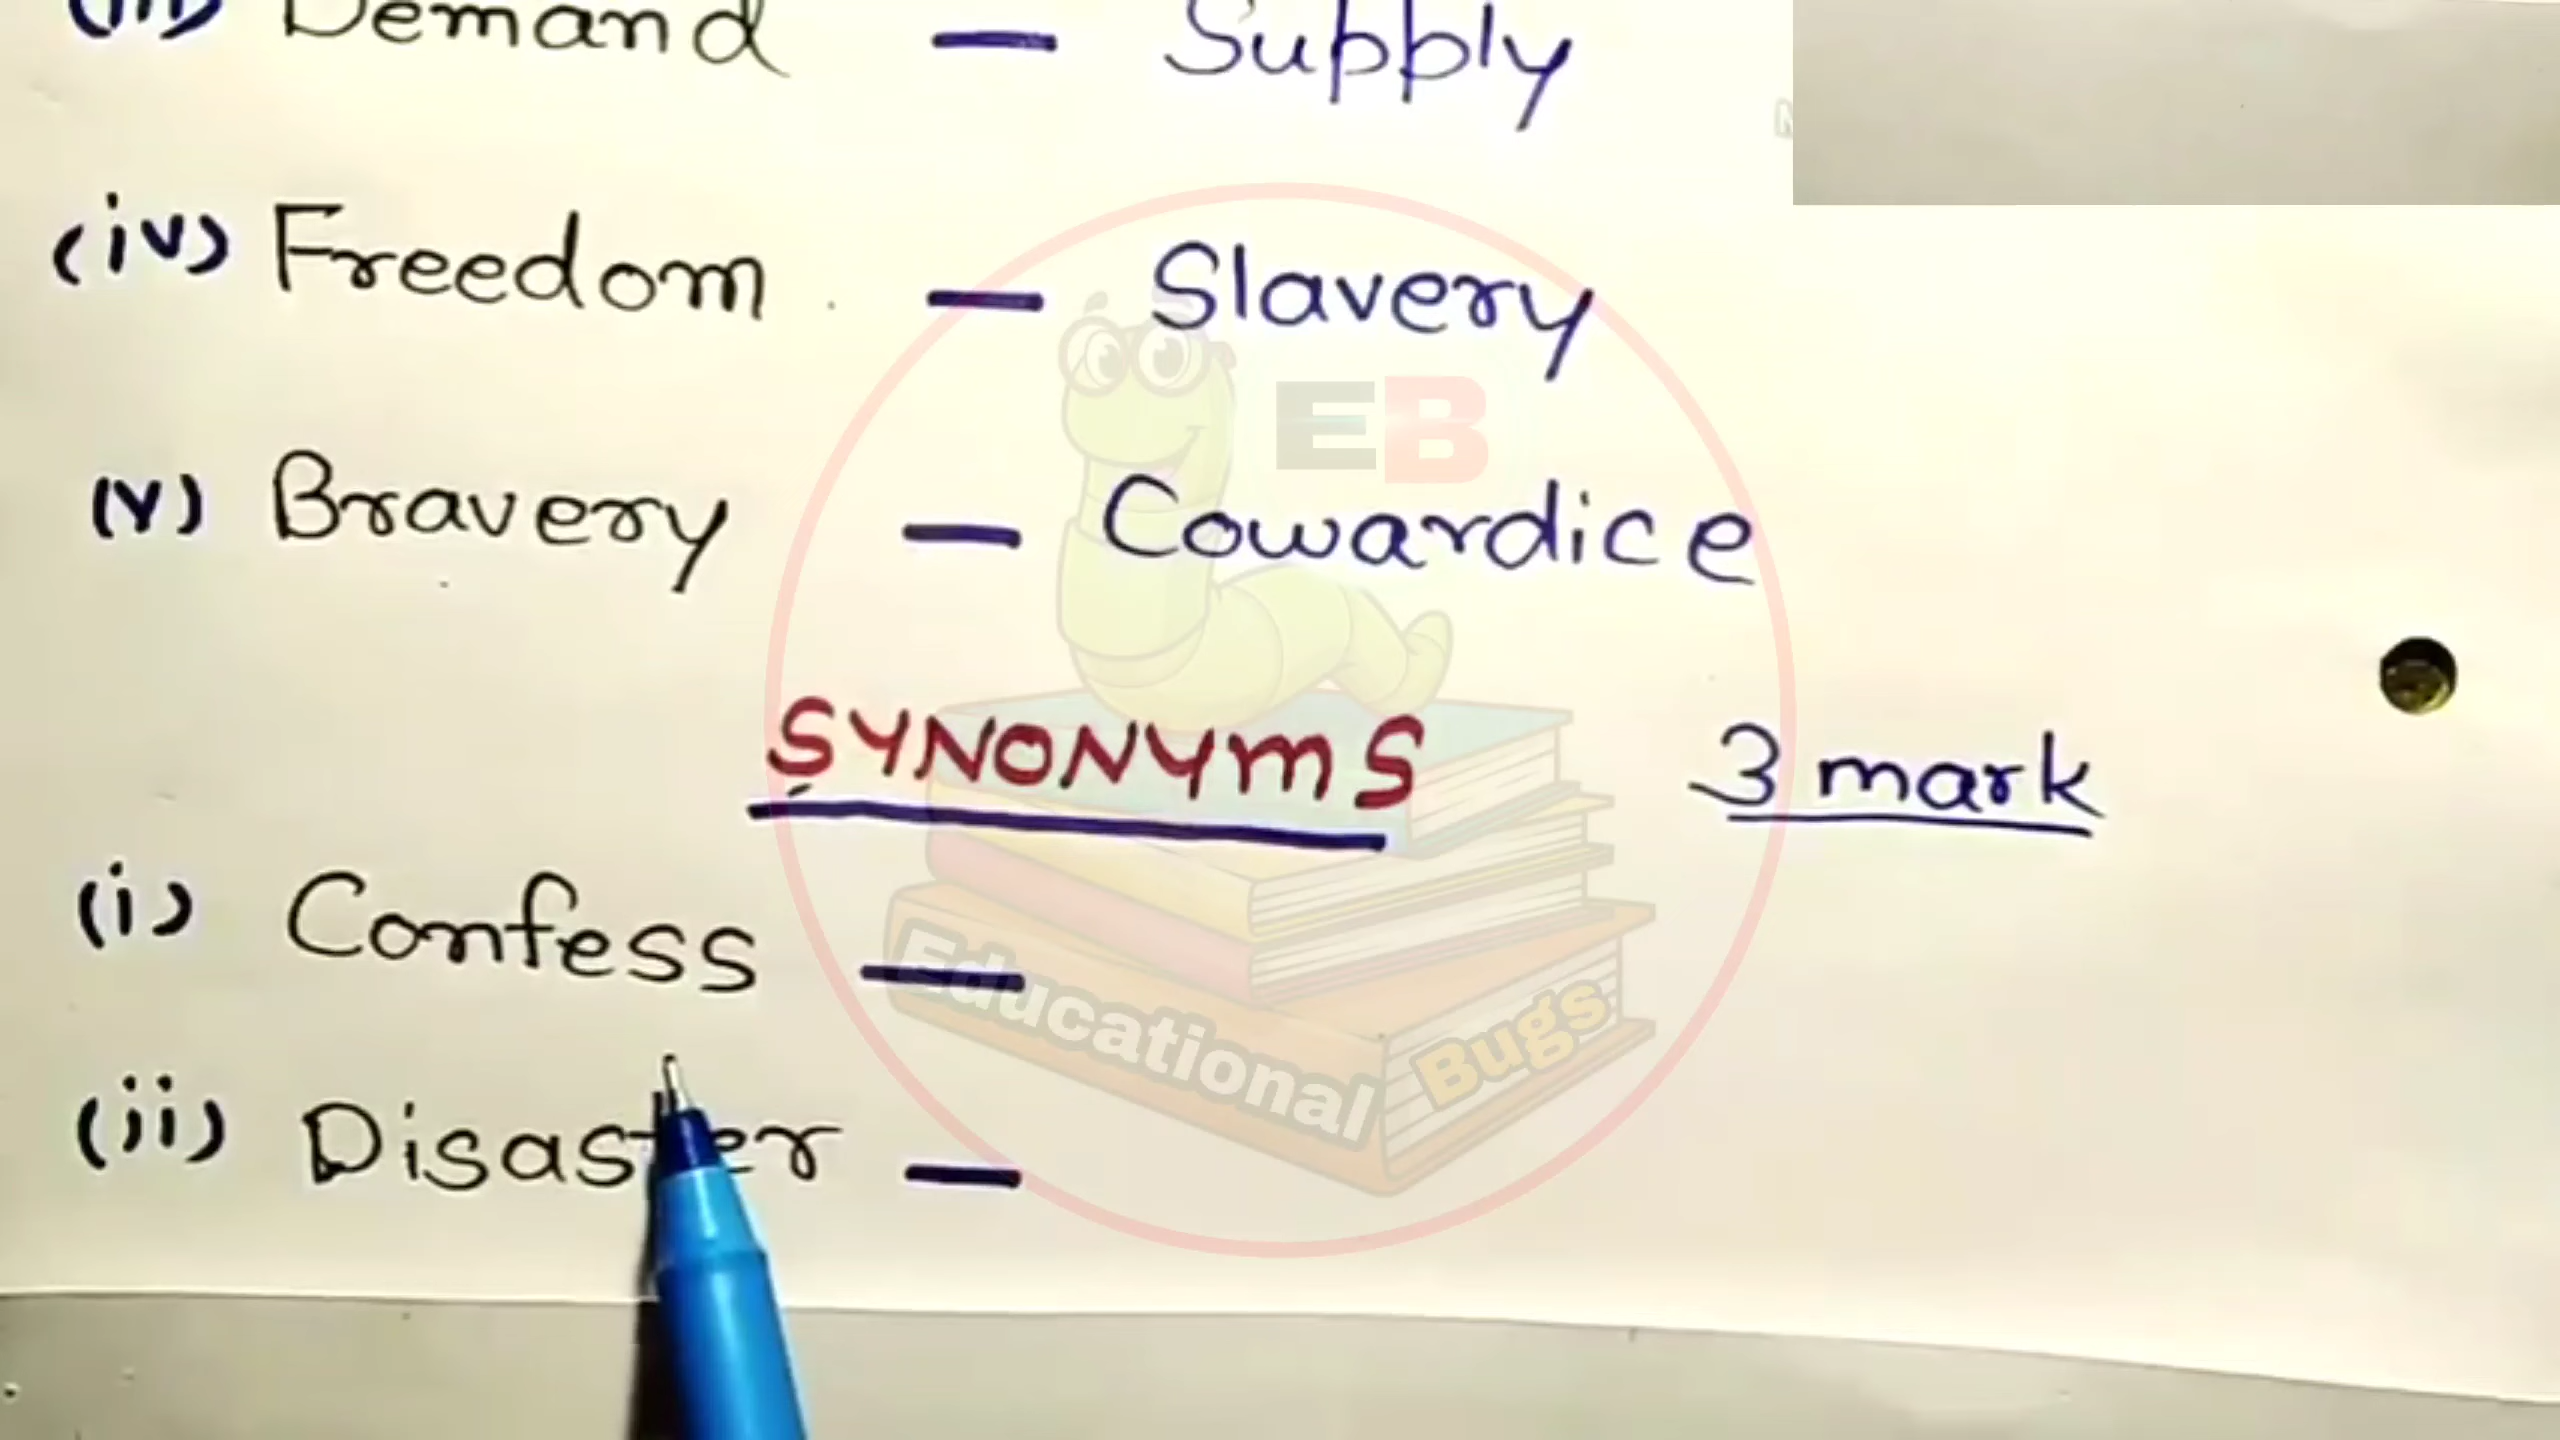 (iii) Demand — Supply
(iv) Freedom — Slavery
EB
(v) Bravery — Cowardice
SYNONYMS 3 mark
(i) Confess —
Educational Bugs
(ii) Disaster —